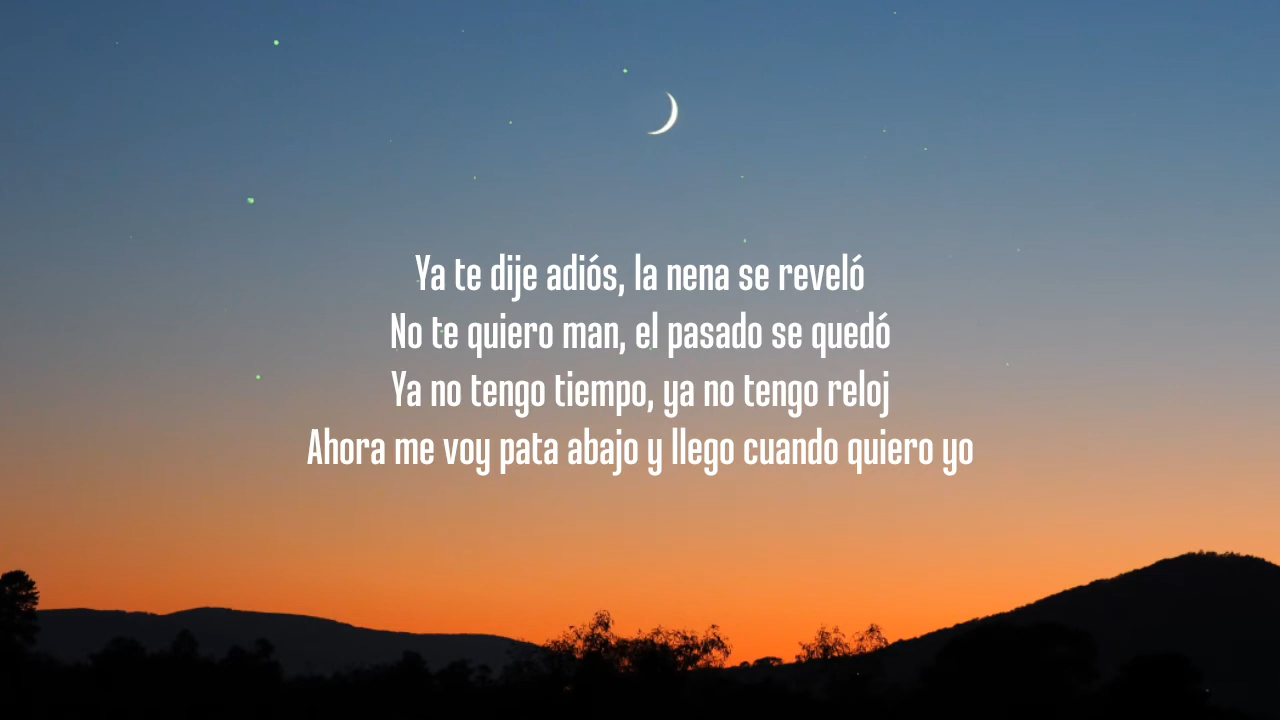 Ya te dije adiós, la nena se reveló
No te quiero man, el pasado se quedó
Ya no tengo tiempo, ya no tengo reloj
Ahora me voy pata abajo y llego cuando quiero yo